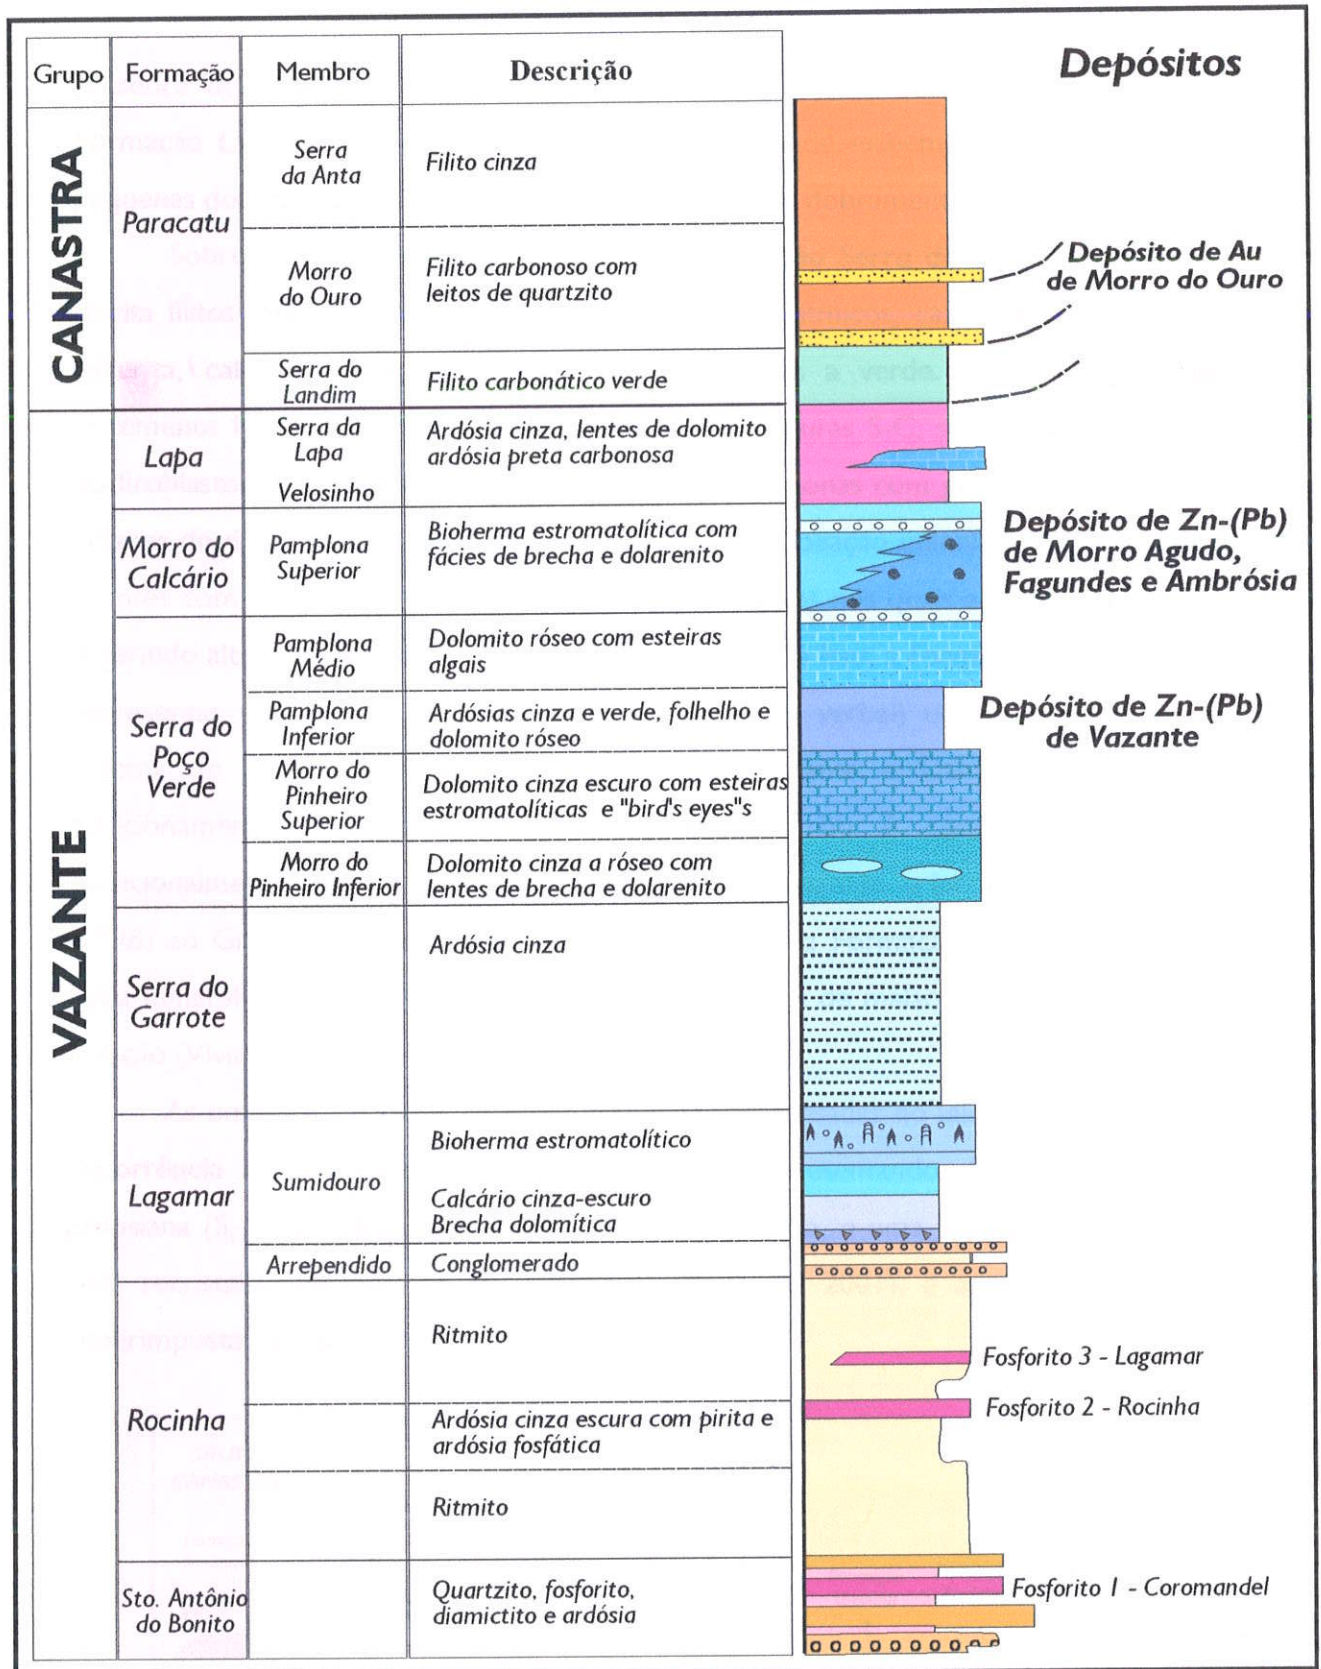 Grupo
Formação
Membro
Descrição
Depósitos
CANASTRA
Paracatu
Serra
da Anta
Filito cinza
Morro
do Ouro
Filito carbonoso com
leitos de quartzito
Depósito de Au
de Morro do Ouro
Serra do
Landim
Filito carbonático verde
VAZANTE
Lapa
Serra da
Lapa
Velosinho
Ardósia cinza, lentes de dolomito
ardósia preta carbonosa
Morro do
Calcário
Pamplona
Superior
Bioherma estromatolítica com
fácies de brecha e dolarenito
Depósito de Zn-(Pb)
de Morro Agudo,
Fagundes e Ambrósia
Serra do
Poço
Verde
Pamplona
Médio
Dolomito róseo com esteiras
algais
Pamplona
Inferior
Ardósias cinza e verde, folhelho e
dolomito róseo
Depósito de Zn-(Pb)
de Vazante
Morro do
Pinheiro
Superior
Dolomito cinza escuro com esteiras
estromatolíticas e "bird's eyes"s
Morro do
Pinheiro Inferior
Dolomito cinza a róseo com
lentes de brecha e dolarenito
Serra do
Garrote
Ardósia cinza
Lagamar
Sumidouro
Bioherma estromatolítico
Calcário cinza-escuro
Brecha dolomítica
Arrependido
Conglomerado
Rocinha
Ritmito
Fosforito 3 - Lagamar
Fosforito 2 - Rocinha
Ardósia cinza escura com pirita e
ardósia fosfática
Ritmito
Sto. Antônio
do Bonito
Quartzito, fosforito,
diamictito e ardósia
Fosforito 1 - Coromandel